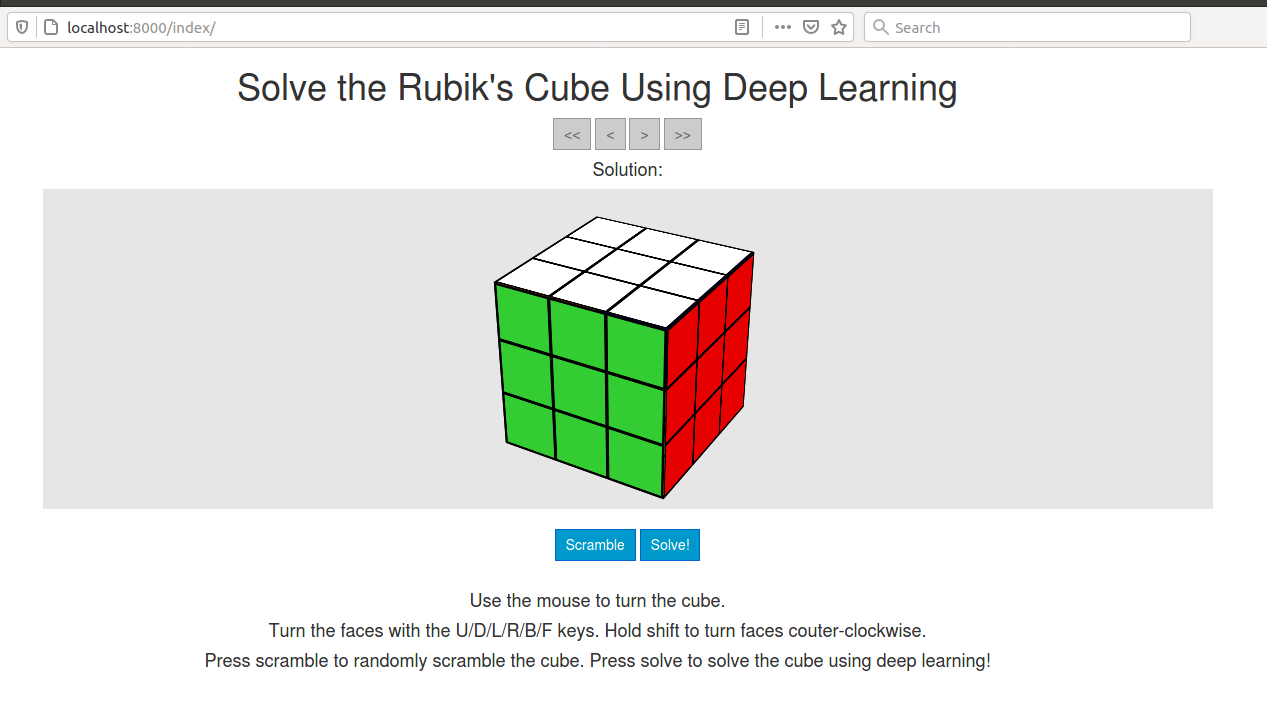 localhost:8000/index/
Search
Solve the Rubik's Cube Using Deep Learning
<< < > >>
Solution:
Scramble Solve!
Use the mouse to turn the cube.
Turn the faces with the U/D/L/R/B/F keys. Hold shift to turn faces couter-clockwise.
Press scramble to randomly scramble the cube. Press solve to solve the cube using deep learning!